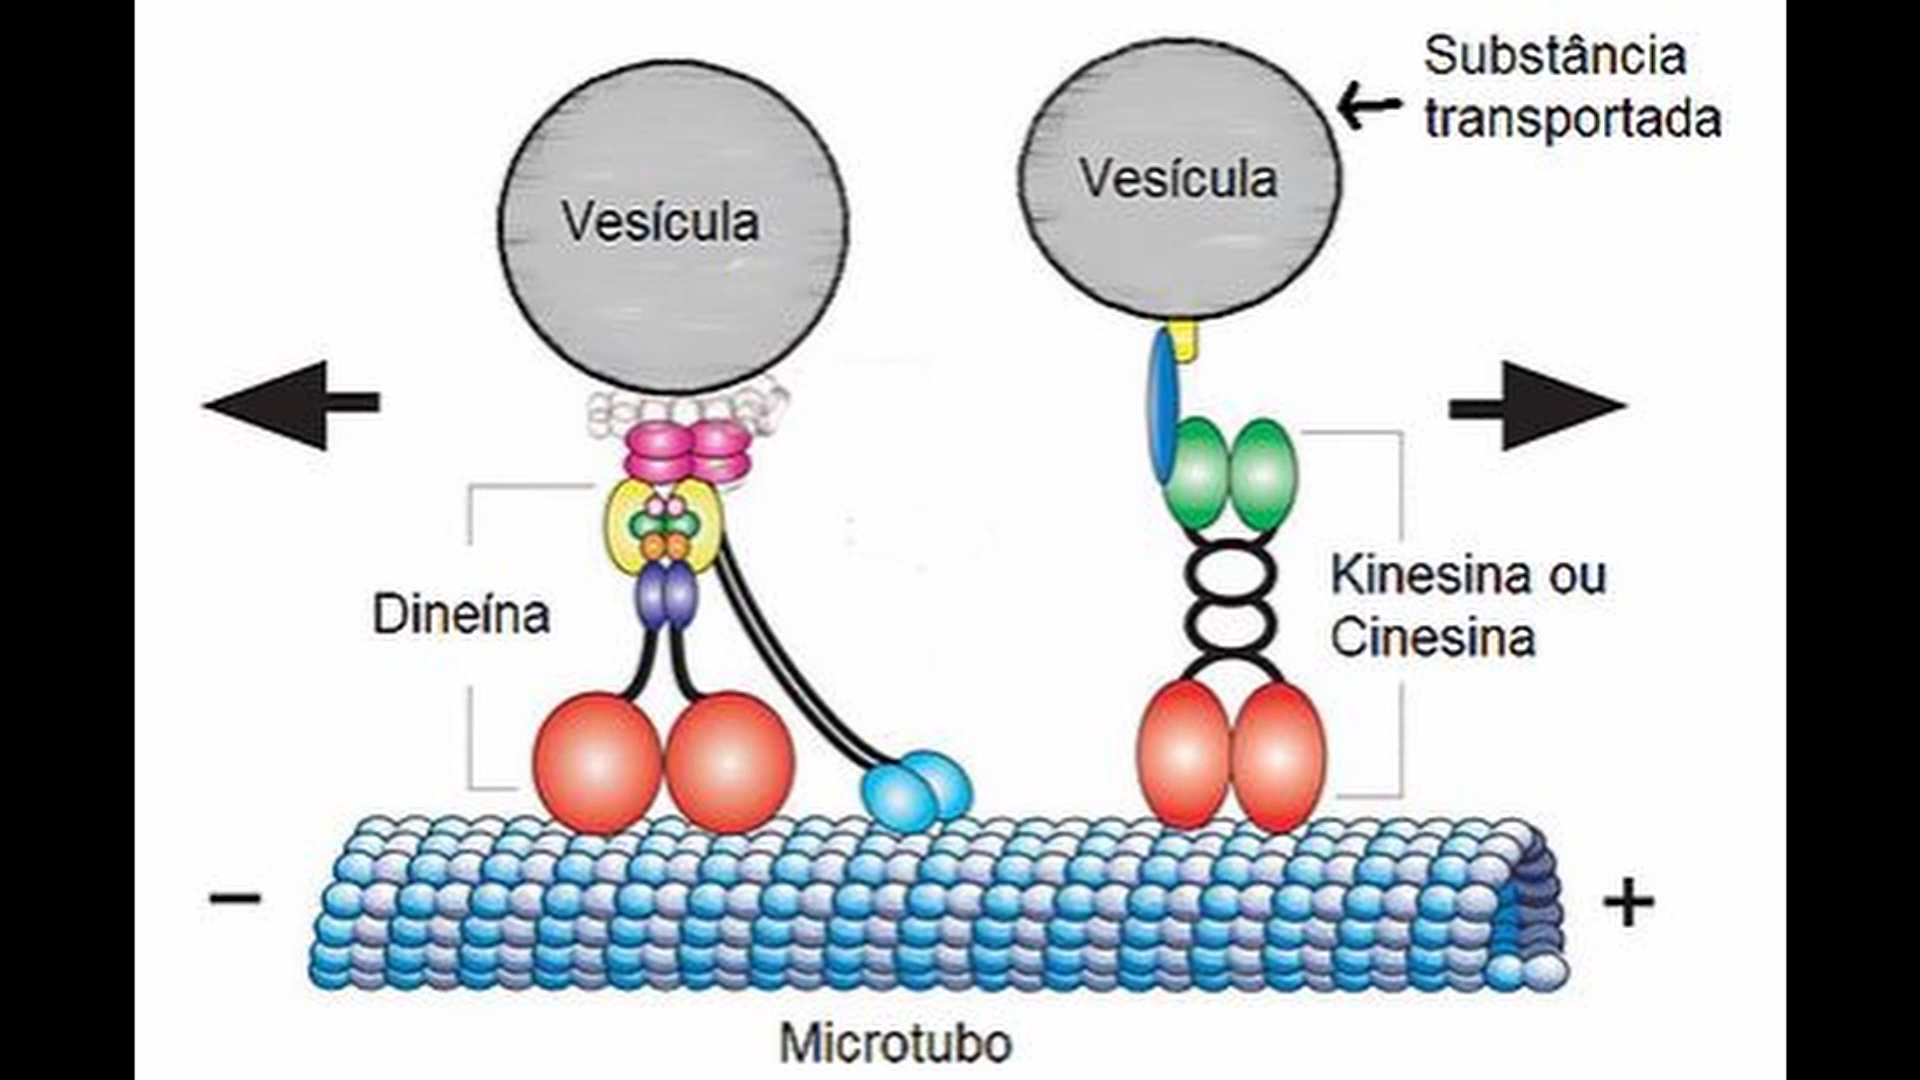 Substância
transportada
Vesícula
Vesícula
Dineína
Kinesina ou
Cinesina
−
+
Microtubo